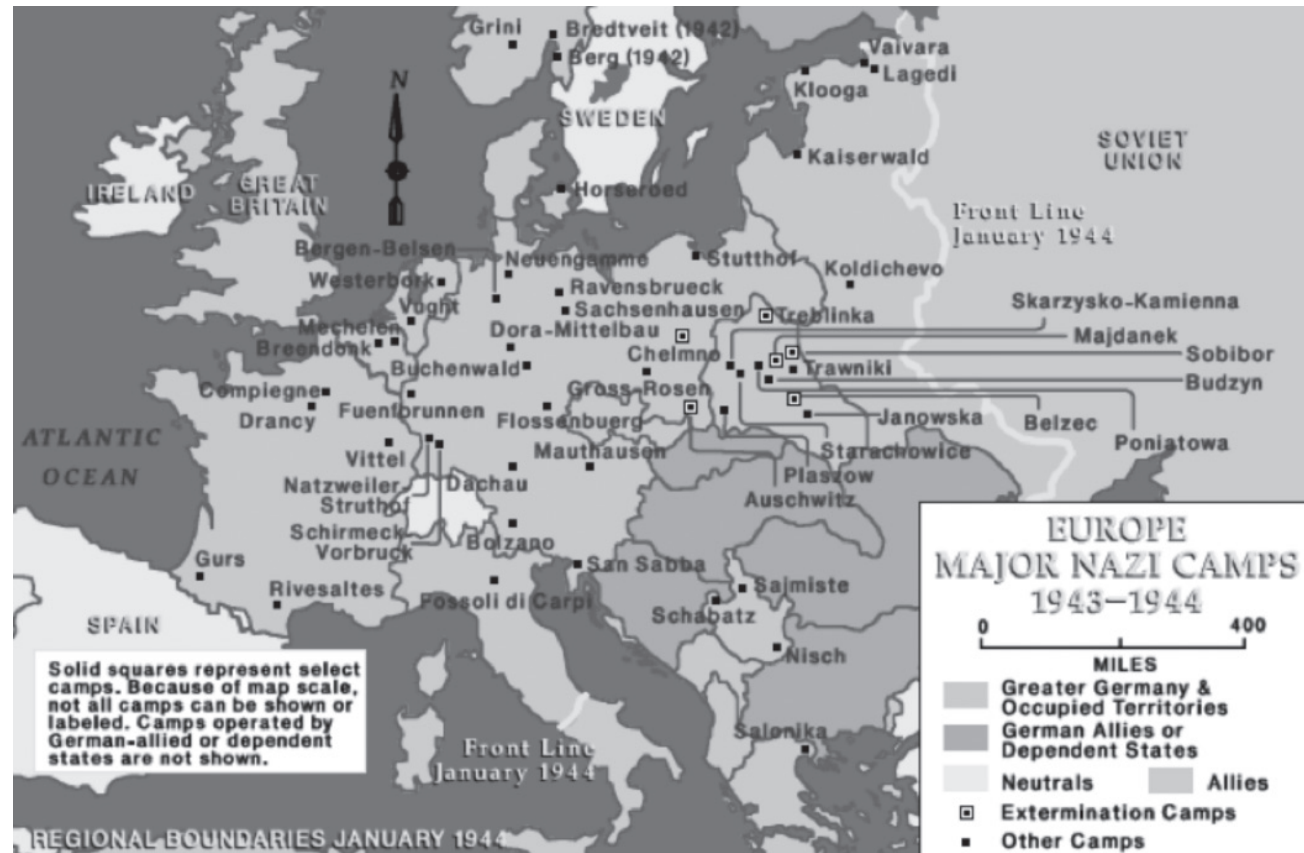 Grini
Bredtveit (1942)
Berg (1942)
Vaivara
Lagedi
Klooga
N
SWEDEN
SOVIET
UNION
Kaiserwald
IRELAND
GREAT
BRITAIN
Horseroed
Front Line
January 1944
Bergen-Belsen
Neuengamme
Stutthof
Koldichevo
Westerbork
Ravensbrueck
Skarzysko-Kamienna
Vught
Sachsenhausen
Treblinka
Mechelen
Dora-Mittelbau
Majdanek
Breendonk
Chelmno
Sobibor
Buchenwald
Trawniki
Budzyn
Compiegne
Gross-Rosen
Drancy
Fuenfbrunnen
Flossenbuerg
Janowska
Belzec
ATLANTIC
OCEAN
Vittel
Mauthausen
Starachowice
Poniatowa
Natzweiler-
Struthof
Dachau
Plaszow
Auschwitz
Schirmeck
Vorbruck
Bolzano
EUROPE
MAJOR NAZI CAMPS
1943–1944
Gurs
San Sabba
Sajmiste
Rivesaltes
Fossoli di Carpi
Schabatz
0 400
MILES
SPAIN
Nisch
Solid squares represent select
camps. Because of map scale,
not all camps can be shown or
labeled. Camps operated by
German-allied or dependent
states are not shown.
Greater Germany &
Occupied Territories
German Allies or
Dependent States
Salonika
Front Line
January 1944
Neutrals Allies
Extermination Camps
Other Camps
REGIONAL BOUNDARIES JANUARY 1944